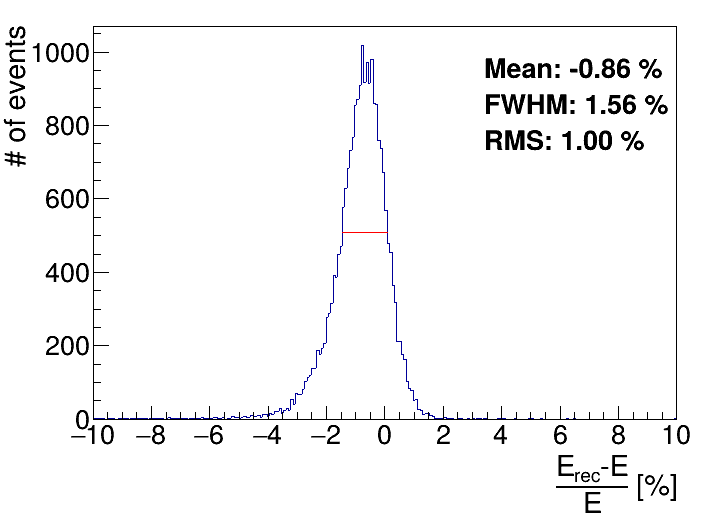 # of events
1000
800
600
400
200
0
Mean: -0.86 %
FWHM: 1.56 %
RMS: 1.00 %
−10 −8 −6 −4 −2 0 2 4 6 8 10
E_rec-E
E
[%]